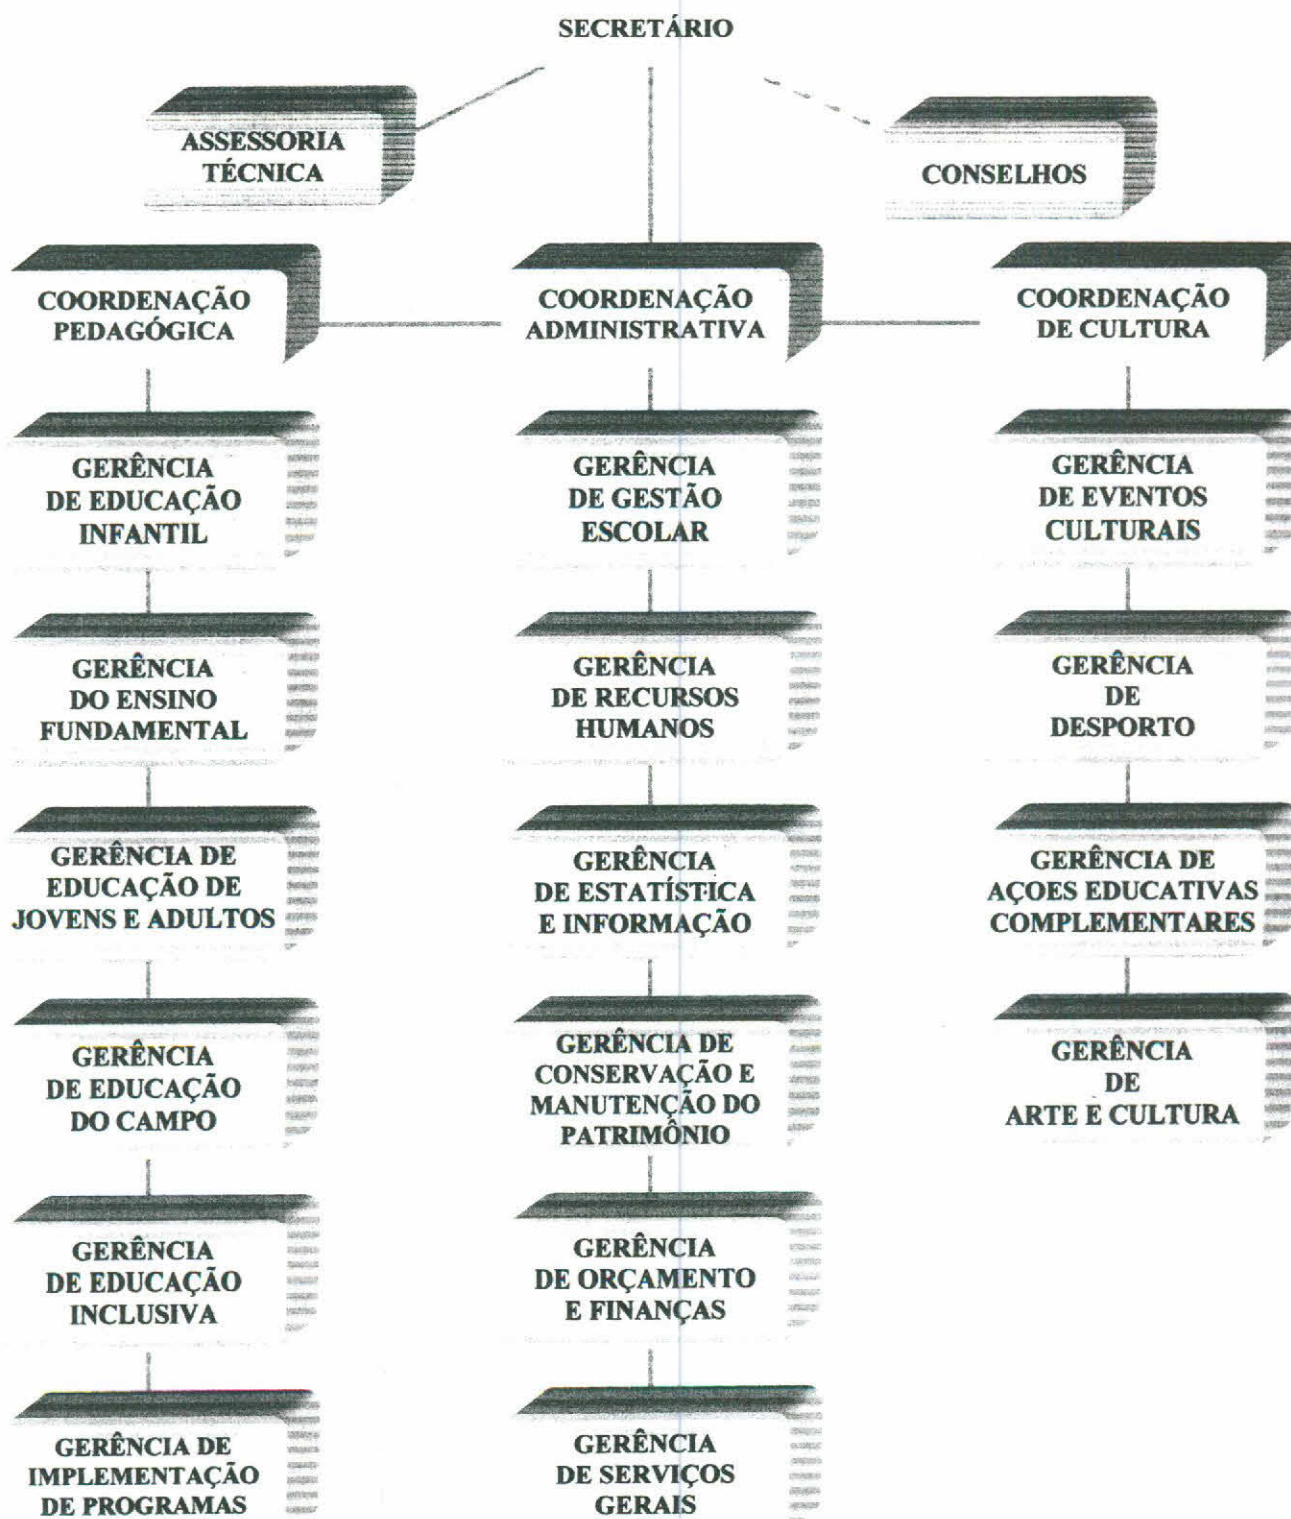 SECRETÁRIO
ASSESSORIA
TÉCNICA
CONSELHOS
COORDENAÇÃO
PEDAGÓGICA
COORDENAÇÃO
ADMINISTRATIVA
COORDENAÇÃO
DE CULTURA
GERÊNCIA
DE EDUCAÇÃO
INFANTIL
GERÊNCIA
DE GESTÃO
ESCOLAR
GERÊNCIA
DE EVENTOS
CULTURAIS
GERÊNCIA
DO ENSINO
FUNDAMENTAL
GERÊNCIA
DE RECURSOS
HUMANOS
GERÊNCIA
DE
DESPORTO
GERÊNCIA DE
EDUCAÇÃO DE
JOVENS E ADULTOS
GERÊNCIA
DE ESTATÍSTICA
E INFORMAÇÃO
GERÊNCIA DE
AÇOES EDUCATIVAS
COMPLEMENTARES
GERÊNCIA
DE EDUCAÇÃO
DO CAMPO
GERÊNCIA DE
CONSERVAÇÃO E
MANUTENÇÃO DO
PATRIMÔNIO
GERÊNCIA
DE
ARTE E CULTURA
GERÊNCIA
DE EDUCAÇÃO
INCLUSIVA
GERÊNCIA
DE ORÇAMENTO
E FINANÇAS
GERÊNCIA DE
IMPLEMENTAÇÃO
DE PROGRAMAS
GERÊNCIA
DE SERVIÇOS
GERAIS